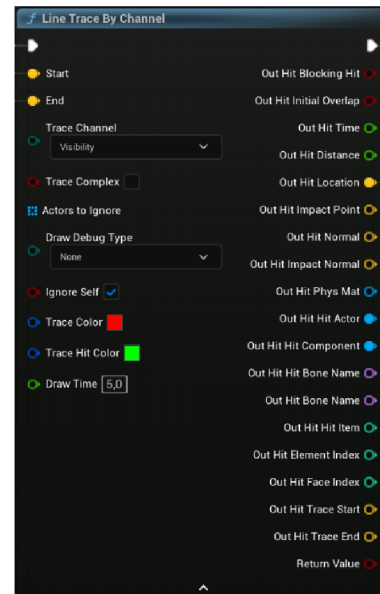 f Line Trace By Channel
Start
Out Hit Blocking Hit
End
Out Hit Initial Overlap
Trace Channel
Out Hit Time
Visibility
Out Hit Distance
Trace Complex
Out Hit Location
Actors to Ignore
Out Hit Impact Point
Draw Debug Type
Out Hit Normal
None
Out Hit Impact Normal
Out Hit Phys Mat
Ignore Self
Out Hit Hit Actor
Trace Color
Out Hit Hit Component
Trace Hit Color
Out Hit Hit Bone Name
Draw Time 5,0
Out Hit Bone Name
Out Hit Hit Item
Out Hit Element Index
Out Hit Face Index
Out Hit Trace Start
Out Hit Trace End
Return Value